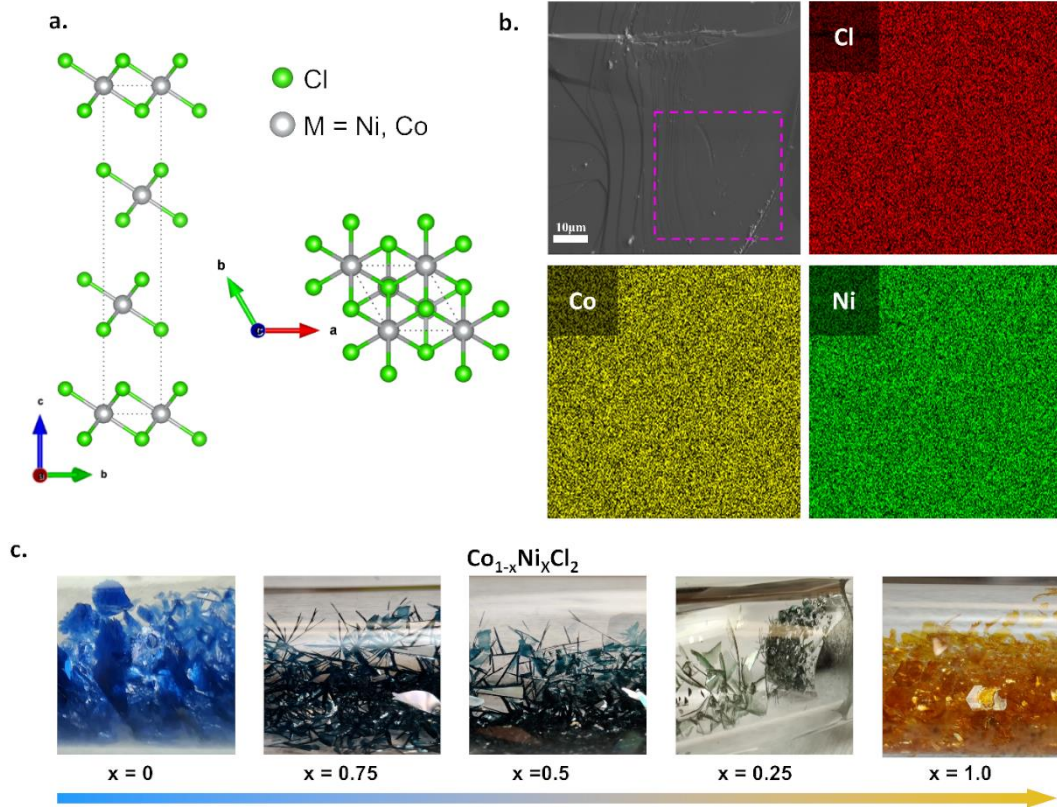 a.
Cl
M = Ni, Co
c
b
b
a
c
b.
10μm
Cl
Co
Ni
c.
Co1-xNiXCl2
x = 0
x = 0.75
x =0.5
x = 0.25
x = 1.0